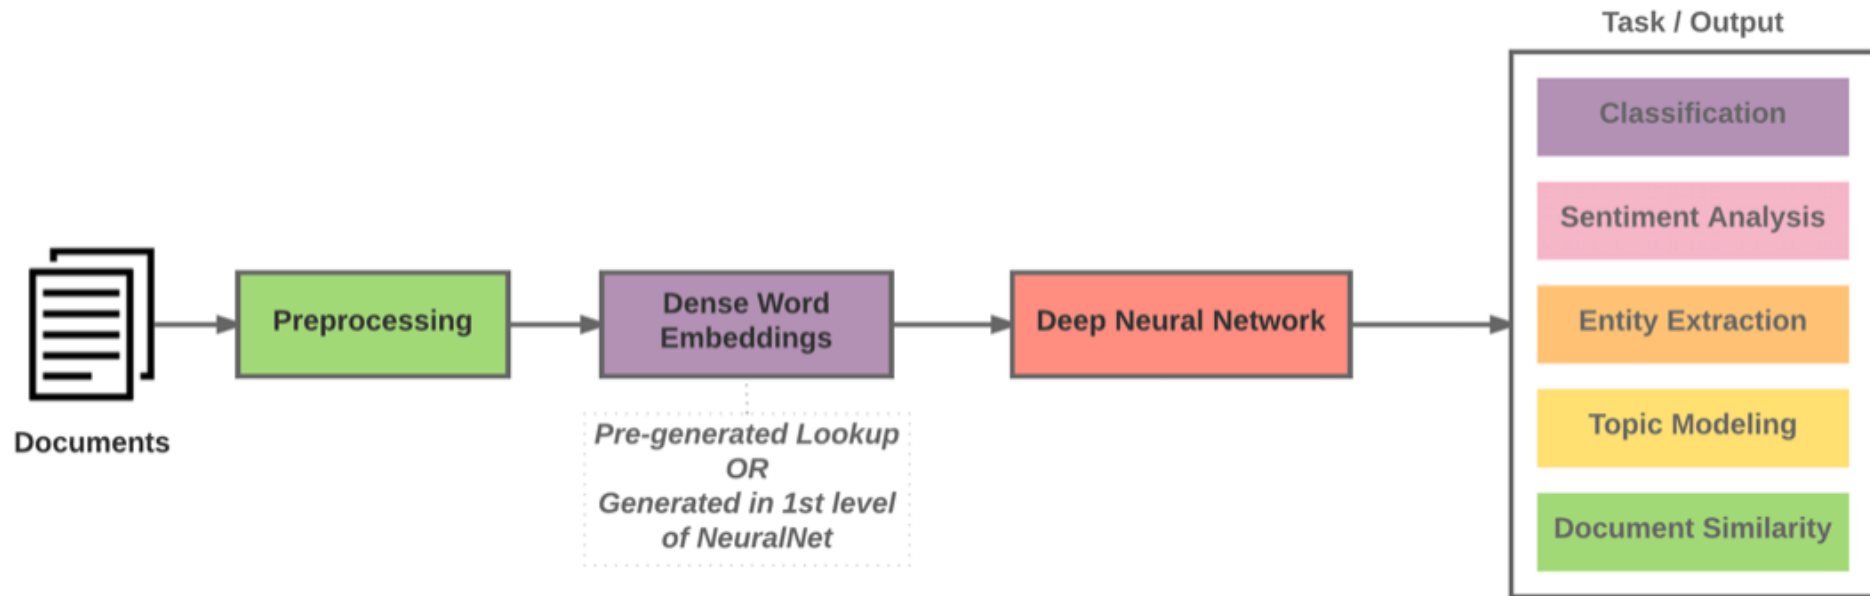 Task / Output
Classification
Sentiment Analysis
Entity Extraction
Topic Modeling
Document Similarity
Documents
Preprocessing
Dense Word
Embeddings
Deep Neural Network
Pre-generated Lookup
OR
Generated in 1st level
of NeuralNet